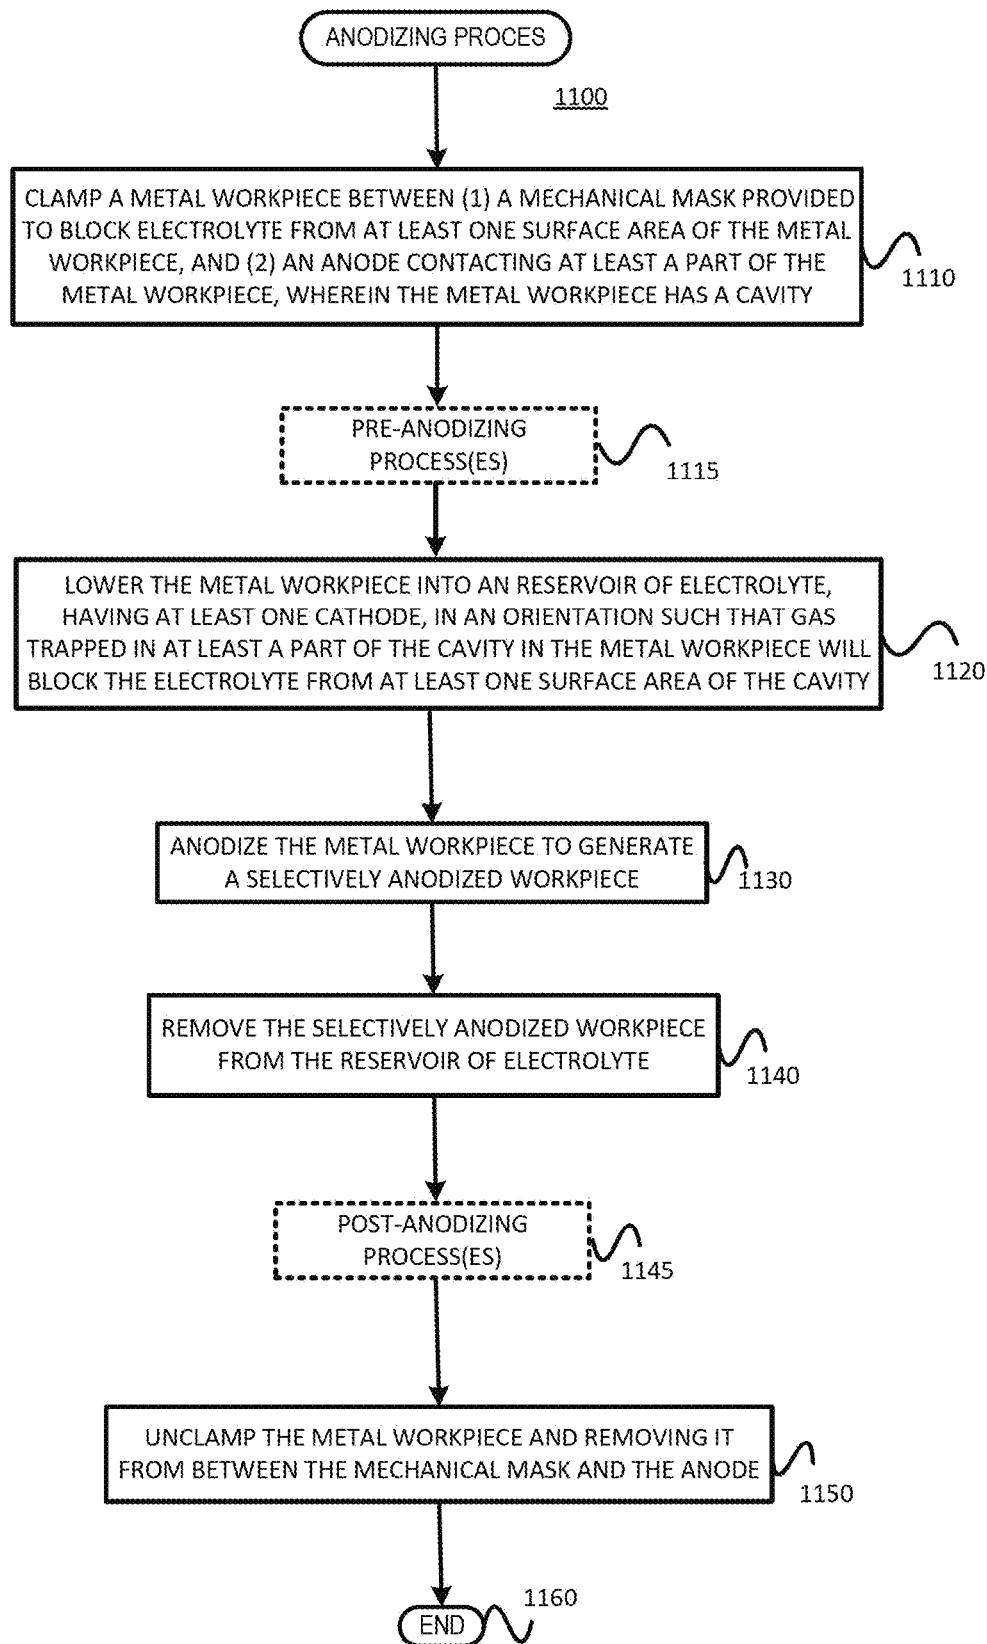 ANODIZING PROCES
1100
CLAMP A METAL WORKPIECE BETWEEN (1) A MECHANICAL MASK PROVIDED
TO BLOCK ELECTROLYTE FROM AT LEAST ONE SURFACE AREA OF THE METAL
WORKPIECE, AND (2) AN ANODE CONTACTING AT LEAST A PART OF THE
METAL WORKPIECE, WHEREIN THE METAL WORKPIECE HAS A CAVITY
1110
PRE-ANODIZING
PROCESS(ES)
1115
LOWER THE METAL WORKPIECE INTO AN RESERVOIR OF ELECTROLYTE,
HAVING AT LEAST ONE CATHODE, IN AN ORIENTATION SUCH THAT GAS
TRAPPED IN AT LEAST A PART OF THE CAVITY IN THE METAL WORKPIECE WILL
BLOCK THE ELECTROLYTE FROM AT LEAST ONE SURFACE AREA OF THE CAVITY
1120
ANODIZE THE METAL WORKPIECE TO GENERATE
A SELECTIVELY ANODIZED WORKPIECE
1130
REMOVE THE SELECTIVELY ANODIZED WORKPIECE
FROM THE RESERVOIR OF ELECTROLYTE
1140
POST-ANODIZING
PROCESS(ES)
1145
UNCLAMP THE METAL WORKPIECE AND REMOVING IT
FROM BETWEEN THE MECHANICAL MASK AND THE ANODE
1150
END
1160